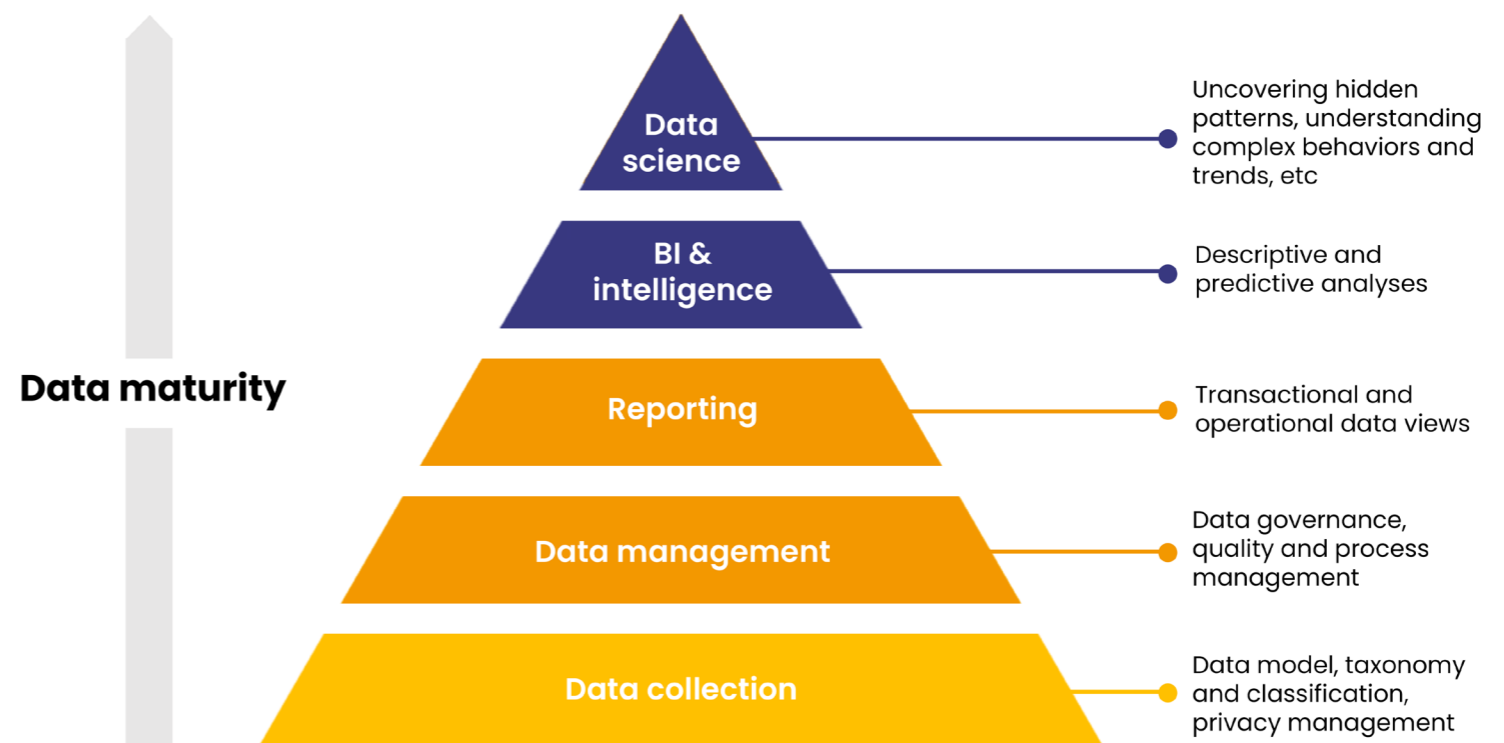 Data
science
Uncovering hidden
patterns, understanding
complex behaviors and
trends, etc
BI &
intelligence
Descriptive and
predictive analyses
Data maturity
Reporting
Transactional and
operational data views
Data management
Data governance,
quality and process
management
Data collection
Data model, taxonomy
and classification,
privacy management